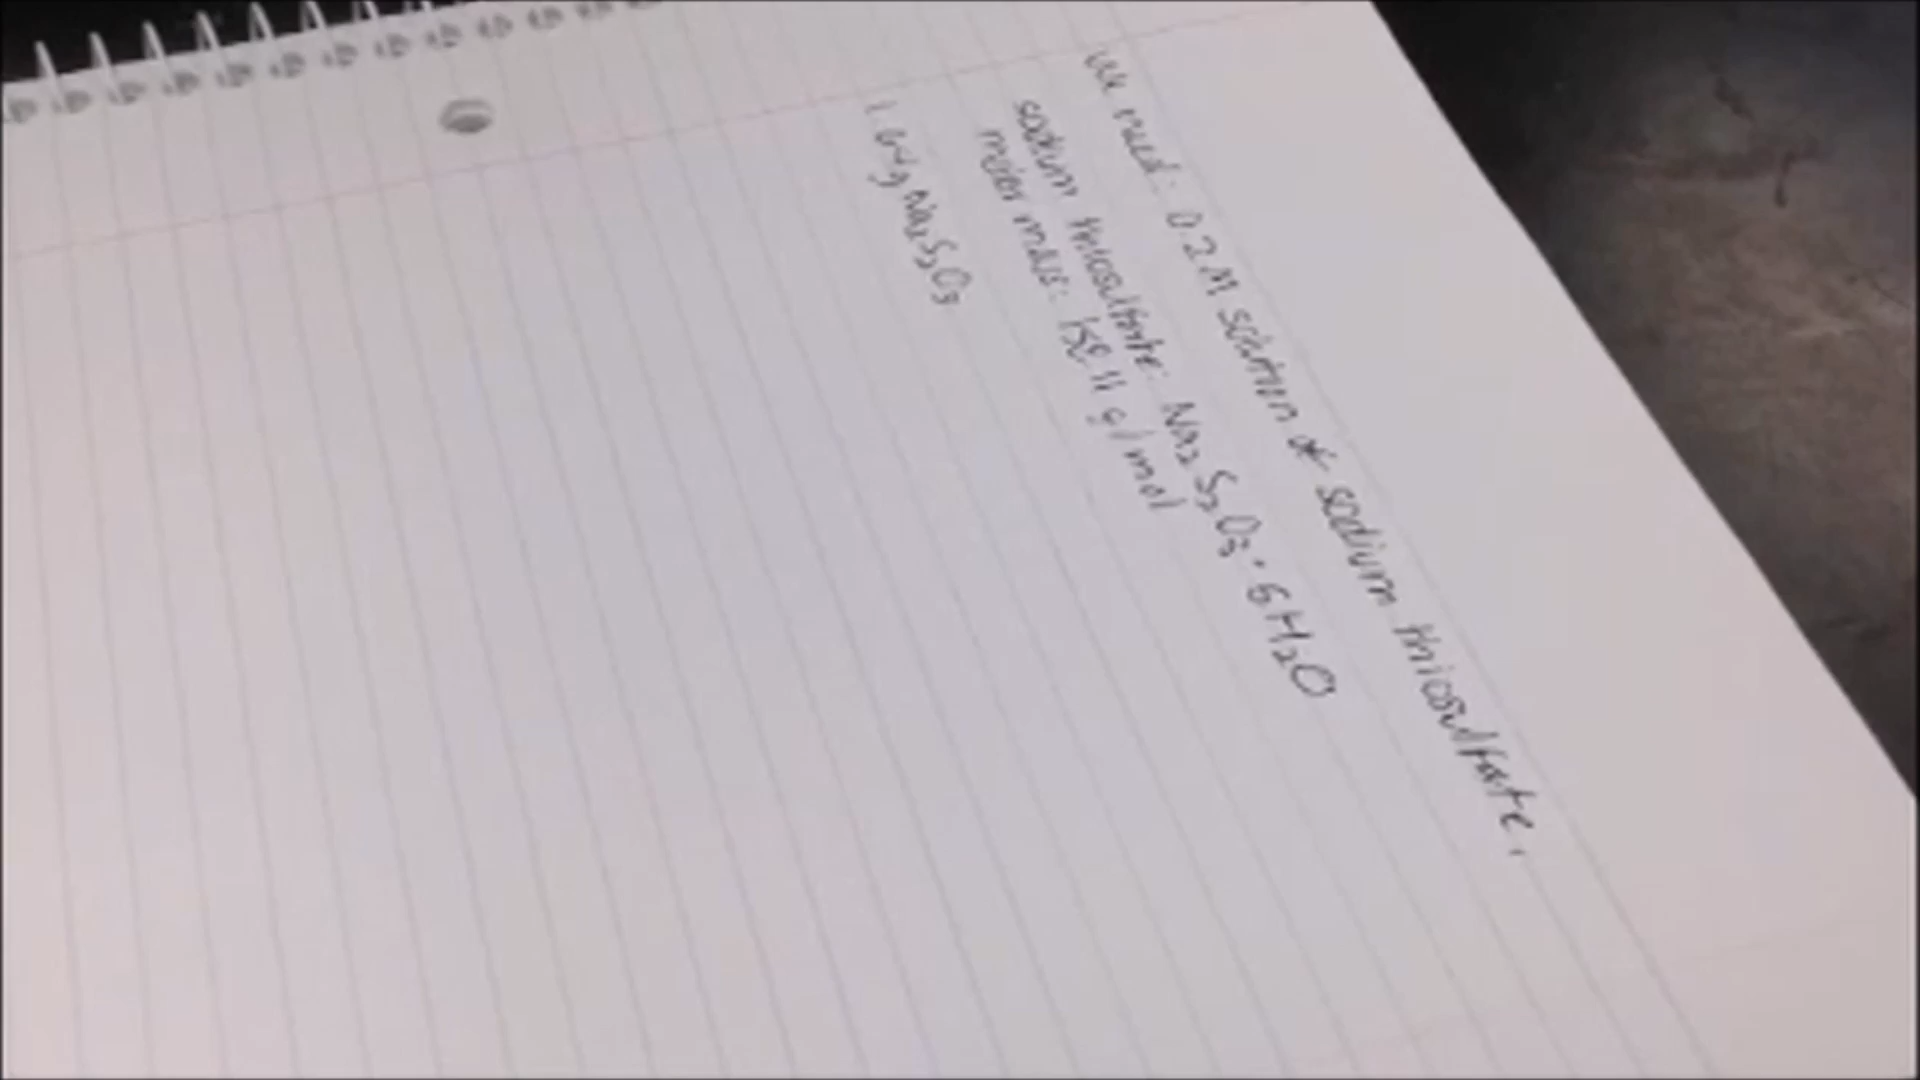 We need: 0.2 M solution of sodium thiosulfate.
sodium thiosulfate: Na₂S₂O₃ · 5H₂O
molar mass: 158.11 g/mol
1.64g Na₂S₂O₃